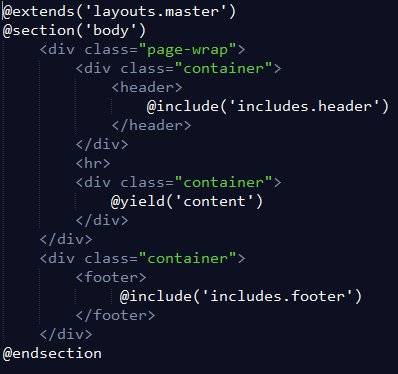 @extends('layouts.master')
@section('body')
    <div class="page-wrap">
        <div class="container">
            <header>
                @include('includes.header')
            </header>
        </div>
        <hr>
        <div class="container">
            @yield('content')
        </div>
    </div>
    <div class="container">
        <footer>
             @include('includes.footer')
        </footer>
    </div>
@endsection